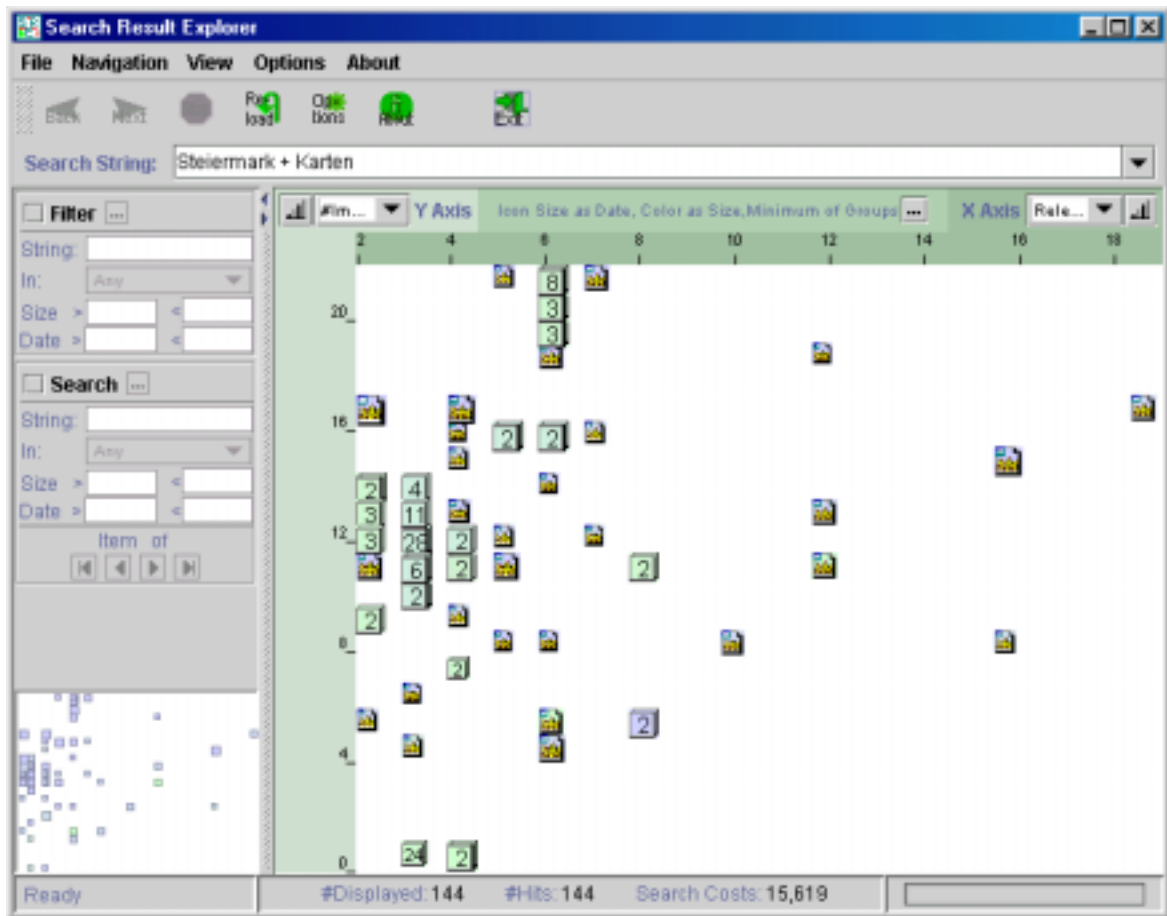 Search Result Explorer
File Navigation View Options About
Back Next Re load Op tions About Exit
Search String: Steiermark + Karten
Filter ...
String:
In: Any
Size > <
Date > <
Search ...
String:
In: Any
Size > <
Date > <
Item of
#Im... Y Axis Icon Size as Date, Color as Size,Minimum of Groups ... X Axis Rele...
2 4 6 8 10 12 14 16 18
20
16
12
8
4
0
8
3
3
2 2
2 4
3 11
3 28 2
6 2 2
2
2
2
2
24 2
Ready #Displayed: 144 #Hits: 144 Search Costs: 15,619